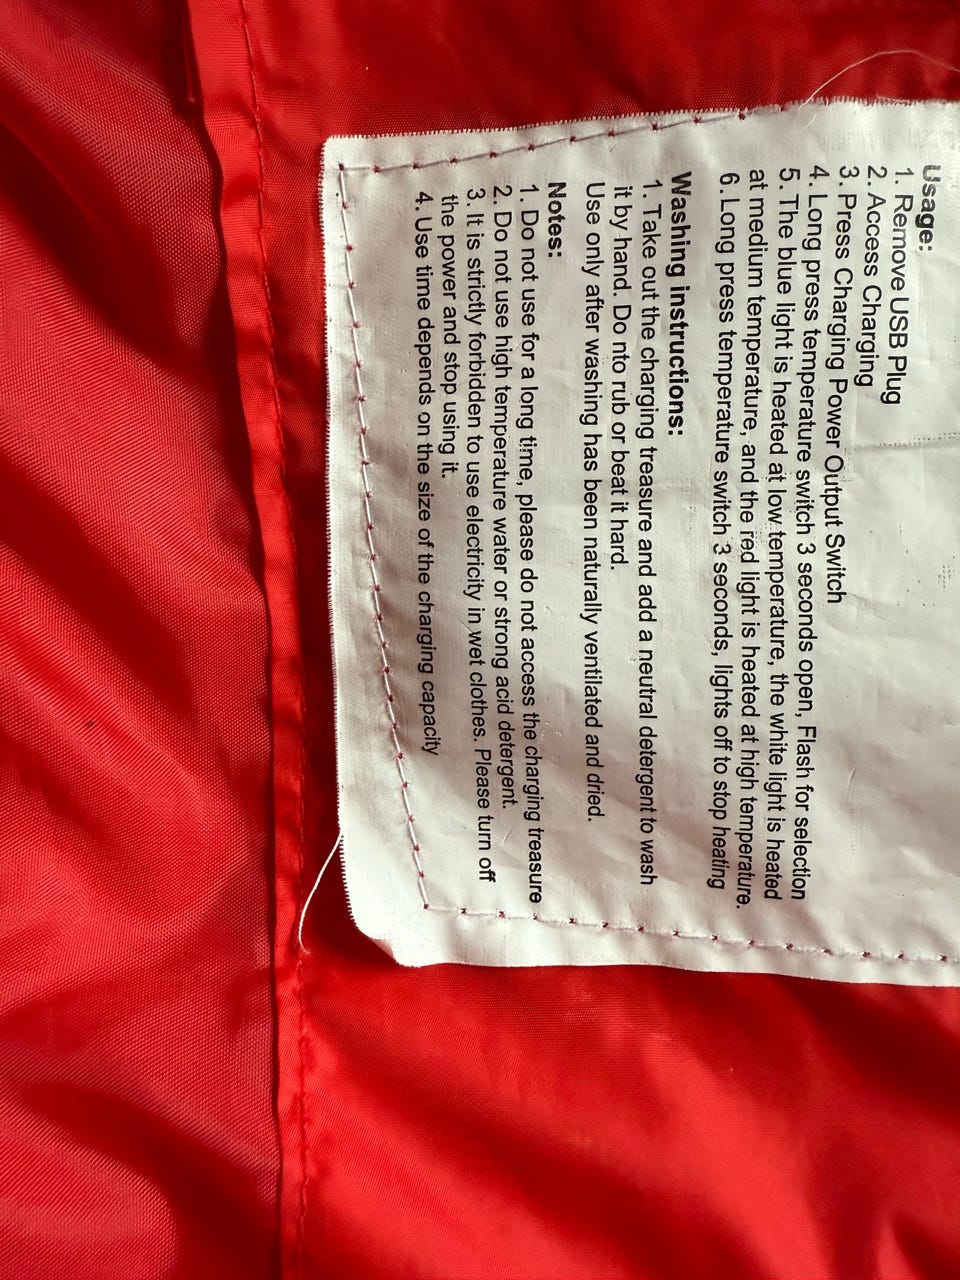 Usage:
1. Remove USB Plug
2. Access Charging
3. Press Charging Power Output Switch
4. Long press temperature switch 3 seconds open, Flash for selection
5. The blue light is heated at low temperature, the white light is heated
at medium temperature, and the red light is heated at high temperature.
6. Long press temperature switch 3 seconds, lights off to stop heating
Washing instructions:
1. Take out the charging treasure and add a neutral detergent to wash
it by hand. Do nto rub or beat it hard.
Use only after washing has been naturally ventilated and dried.
Notes:
1. Do not use for a long time, please do not access the charging treasure
2. Do not use high temperature water or strong acid detergent.
3. It is strictly forbidden to use electricity in wet clothes. Please turn off
the power and stop using it.
4. Use time depends on the size of the charging capacity